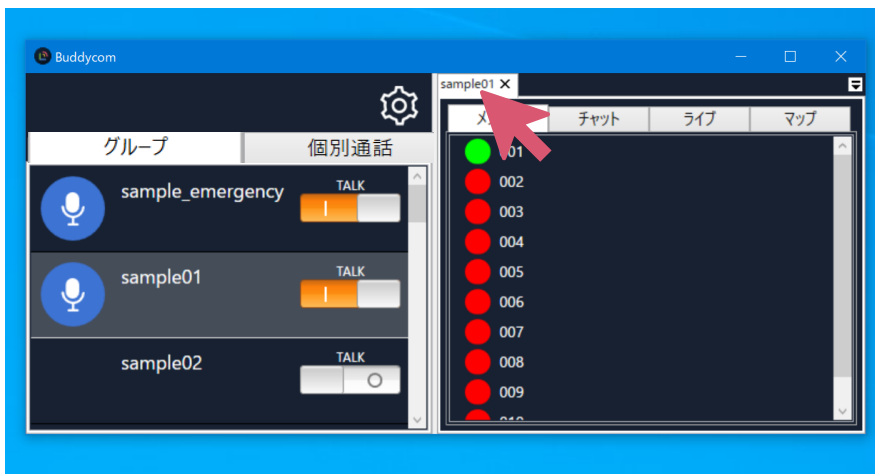 Buddycom
グループ
個別通話
sample_emergency
TALK
sample01
TALK
sample02
TALK
sample01
チャット
ライブ
マップ
001
002
003
004
005
006
007
008
009